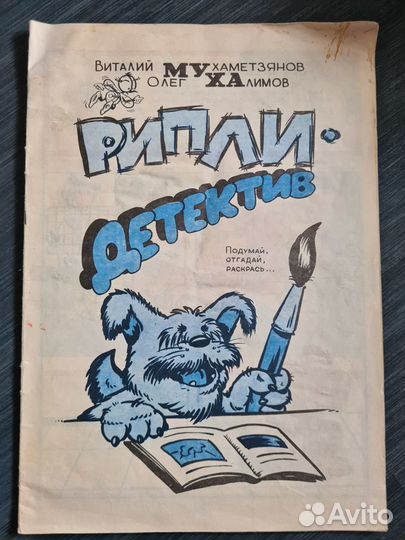 Виталий МУхаметзянов
Олег ХАлимов
РИПЛИ-
ДЕТЕКТИВ
Подумай,
отгадай,
раскрась...
Avito